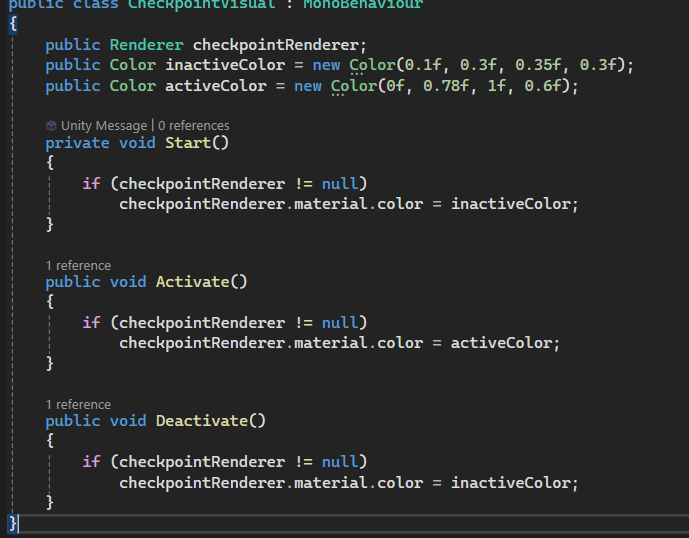 public class CheckpointVisual : MonoBehaviour
{
public Renderer checkpointRenderer;
public Color inactiveColor = new Color(0.1f, 0.3f, 0.35f, 0.3f);
public Color activeColor = new Color(0f, 0.78f, 1f, 0.6f);
Unity Message | 0 references
private void Start()
{
if (checkpointRenderer != null)
checkpointRenderer.material.color = inactiveColor;
}
1 reference
public void Activate()
{
if (checkpointRenderer != null)
checkpointRenderer.material.color = activeColor;
}
1 reference
public void Deactivate()
{
if (checkpointRenderer != null)
checkpointRenderer.material.color = inactiveColor;
}
}